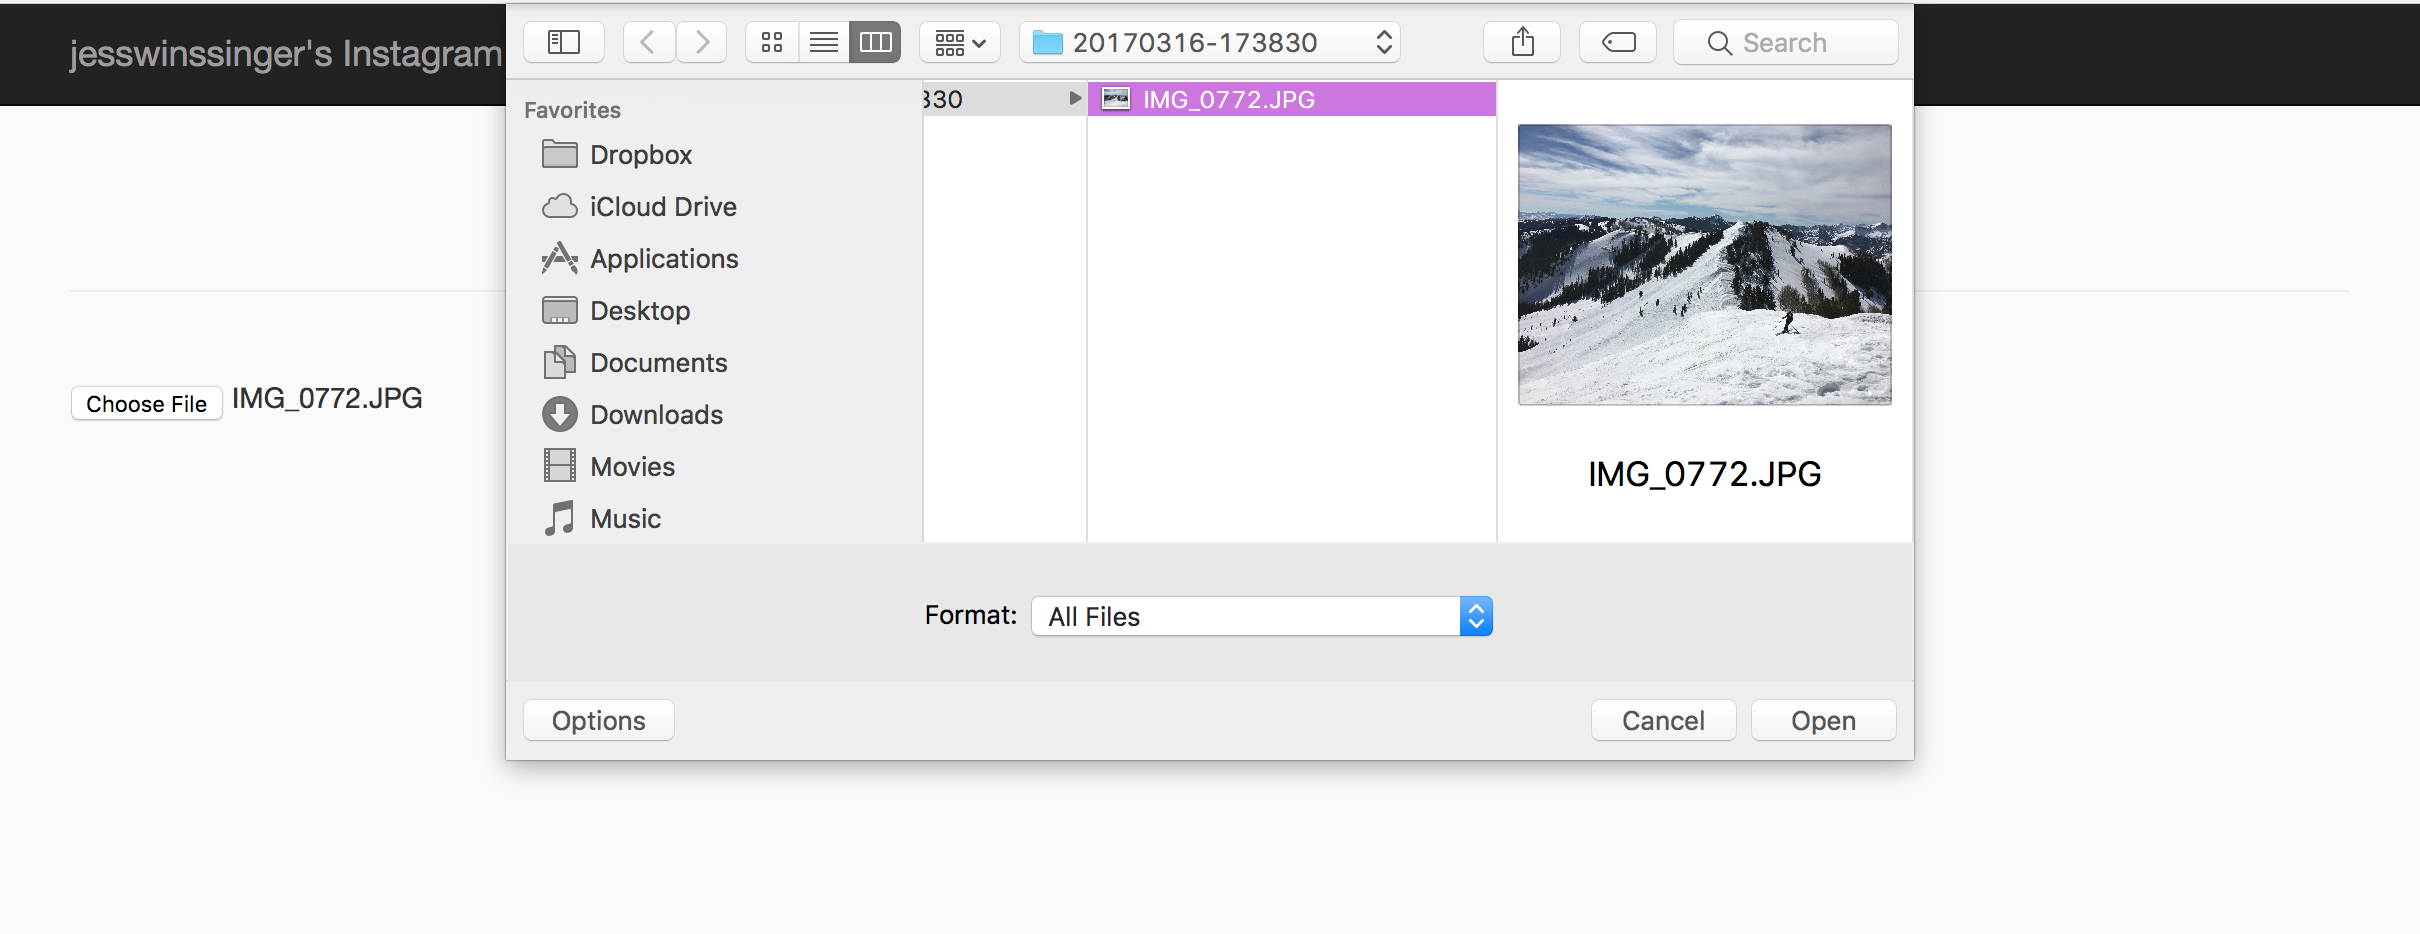 jesswinssinger's Instagram
20170316-173830
Search
Favorites
Dropbox
iCloud Drive
Applications
Desktop
Documents
Downloads
Movies
Music
330
IMG_0772.JPG
IMG_0772.JPG
Choose File IMG_0772.JPG
Format: All Files
Options
Cancel
Open